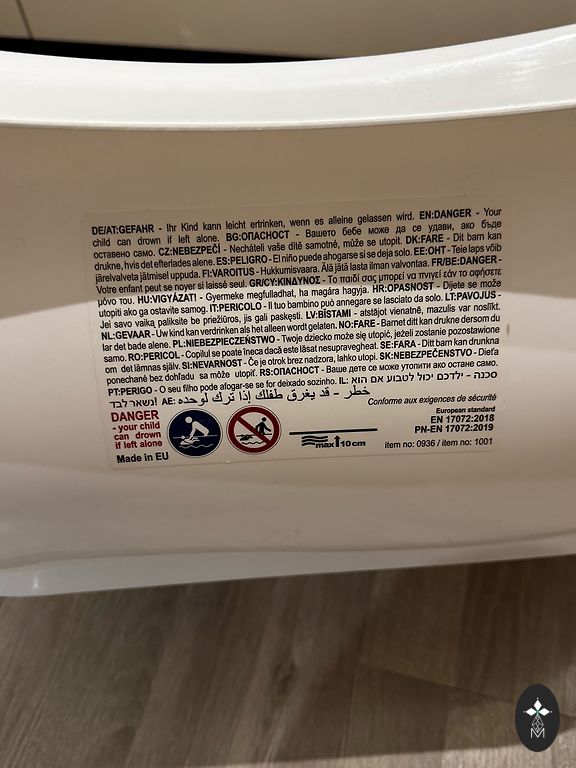 DE/AT:GEFAHR - Ihr Kind kann leicht ertrinken, wenn es alleine gelassen wird. EN:DANGER - Your
child can drown if left alone. BG:ОПАСНОСТ - Вашето бебе може да се удави, ако бъде
оставено само. CZ:NEBEZPEČÍ - Necháteli vaše dítě samotné, může se utopit. DK:FARE - Dit barn kan
drukne, hvis det efterlades alene. ES:PELIGRO - El niño puede ahogarse si se deja solo. EE:OHT - Teie laps võib
järelvalveta jätmisel uppuda. FI:VAROITUS - Hukkumisvaara. Älä jätä lasta ilman valvontaa. FR/BE:DANGER -
Votre enfant peut se noyer si laissé seul. GR/CY:ΚΙΝΔΥΝΟΣ - Το παιδί σας μπορεί να πνιγεί εάν το αφήσετε
μόνο του. HU:VIGYÁZAT! - Gyermeke megfulladhat, ha magára hagyja. HR:OPASNOST - Dijete se može
utopiti ako ga ostavite samog. IT:PERICOLO - Il tuo bambino può annegare se lasciato da solo. LT:PAVOJUS -
Jei savo vaiką paliksite be priežiūros, jis gali paskęsti. LV:BĪSTAMI - atstājot vienatnē, mazulis var noslīkt.
NL:GEVAAR - Uw kind kan verdrinken als het alleen wordt gelaten. NO:FARE - Barnet ditt kan drukne dersom du
lar det bade alene. PL:NIEBEZPIECZEŃSTWO - Twoje dziecko może się utopić, jeżeli zostanie pozostawione
samo. RO:PERICOL - Copilul se poate îneca dacă este lăsat nesupravegheat. SE:FARA - Ditt barn kan drunkna
om det lämnas själv. SI:NEVARNOST - Če je otrok brez nadzora, lahko utopi. SK:NEBEZPEČENSTVO - Dieťa
ponechané bez dohľadu sa môže utopiť. RS:ОПАСНОСТ - Ваше дете се може утопити ако остане само.
PT:PERIGO - O seu filho pode afogar-se se for deixado sozinho. IL: סכנה - ילדכם יכול לטבוע אם הוא
יישאר לבד! AE: خطر - قد يغرق طفلك إذا ترك لوحده
Conforme aux exigences de sécurité
DANGER
- your child
can drown
if left alone
Made in EU
max 10 cm
European standard
EN 17072:2018
PN-EN 17072:2019
item no: 0936 / item no: 1001
M